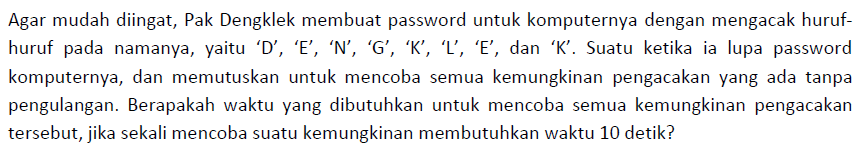 Agar mudah diingat, Pak Dengklek membuat password untuk komputernya dengan mengacak huruf-
huruf pada namanya, yaitu ‘D’, ‘E’, ‘N’, ‘G’, ‘K’, ‘L’, ‘E’, dan ‘K’. Suatu ketika ia lupa password
komputernya, dan memutuskan untuk mencoba semua kemungkinan pengacakan yang ada tanpa
pengulangan. Berapakah waktu yang dibutuhkan untuk mencoba semua kemungkinan pengacakan
tersebut, jika sekali mencoba suatu kemungkinan membutuhkan waktu 10 detik?